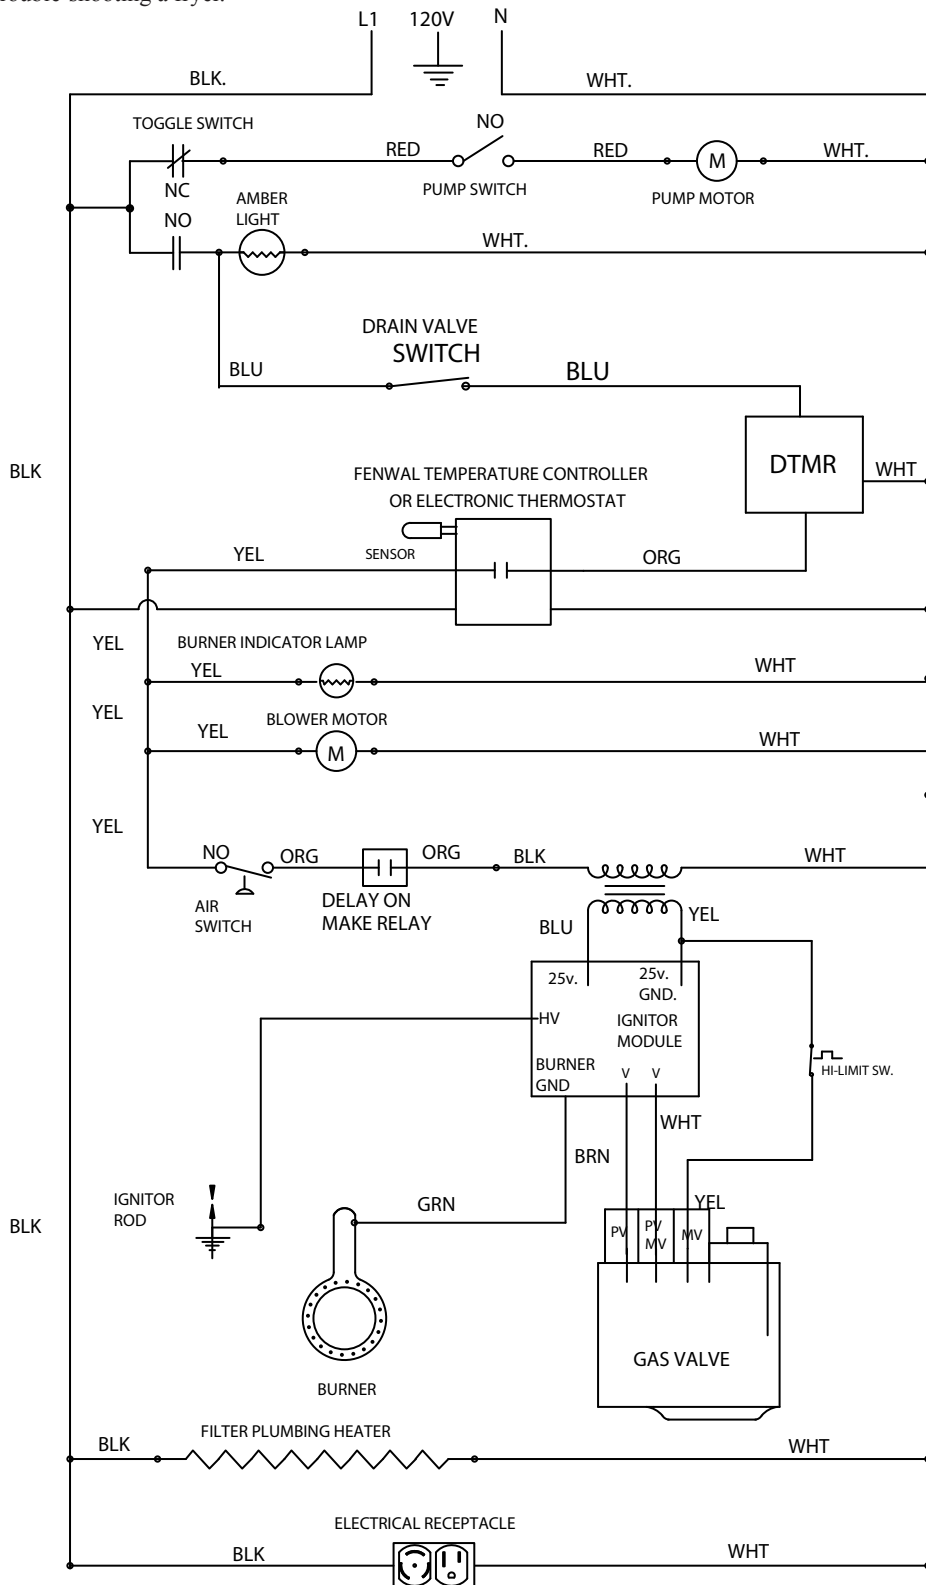 trouble shooting a fryer.
L1 120V N
BLK. WHT.
TOGGLE SWITCH
NC
RED
NO
PUMP SWITCH
RED
M
PUMP MOTOR
WHT.
NO
AMBER
LIGHT
WHT.
DRAIN VALVE
SWITCH
BLU
BLU
DTMR
WHT
BLK
FENWAL TEMPERATURE CONTROLLER
OR ELECTRONIC THERMOSTAT
SENSOR
YEL
ORG
YEL
BURNER INDICATOR LAMP
YEL
WHT
YEL
BLOWER MOTOR
YEL
M
WHT
YEL
NO
AIR
SWITCH
ORG
DELAY ON
MAKE RELAY
ORG
BLK
WHT
BLU
YEL
25v.
25v.
GND.
HV
IGNITOR
MODULE
BURNER
GND
V V
HI-LIMIT SW.
WHT
BRN
IGNITOR
ROD
GRN
YEL
PV
PV
MV
MV
BLK
GAS VALVE
BURNER
FILTER PLUMBING HEATER
BLK
WHT
ELECTRICAL RECEPTACLE
BLK
WHT